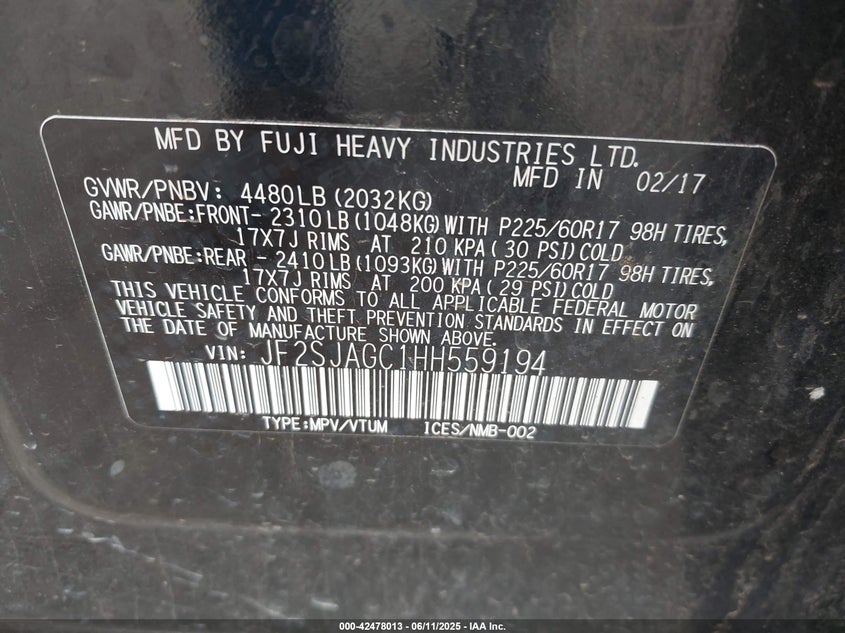 MFD BY FUJI HEAVY INDUSTRIES LTD.
MFD IN 02/17
GVWR/PNBV: 4480LB (2032KG)
GAWR/PNBE:FRONT- 2310LB (1048KG) WITH P225/60R17 98H TIRES,
17X7J RIMS AT 210 KPA ( 30 PSI) COLD
GAWR/PNBE:REAR - 2410LB (1093KG) WITH P225/60R17 98H TIRES,
17X7J RIMS AT 200 KPA ( 29 PSI) COLD
THIS VEHICLE CONFORMS TO ALL APPLICABLE FEDERAL MOTOR
VEHICLE SAFETY AND THEFT PREVENTION STANDARDS IN EFFECT ON
THE DATE OF MANUFACTURE SHOWN ABOVE.
VIN: JF2SJAGC1HH559194
TYPE:MPV/VTUM ICES/NMB-002
000-42478013 - 06/11/2025 - IAA Inc.